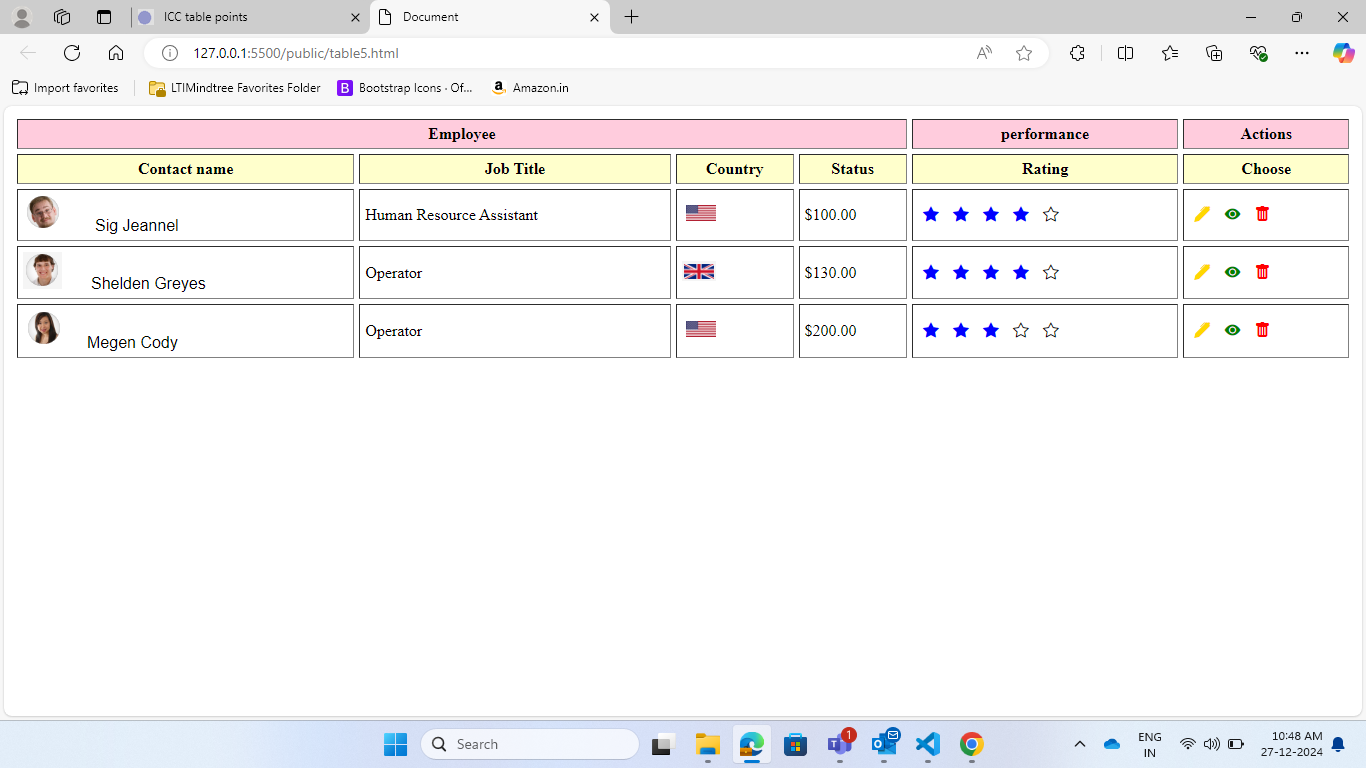 ICC table points
Document
127.0.0.1:5500/public/table5.html
Import favorites
LTIMindtree Favorites Folder
B
Bootstrap Icons · Of...
a
Amazon.in
Employee performance Actions
Contact name Job Title Country Status Rating Choose
Sig Jeannel Human Resource Assistant $100.00
Shelden Greyes Operator $130.00
Megen Cody Operator $200.00
Search
1
ENG
IN
10:48 AM
27-12-2024